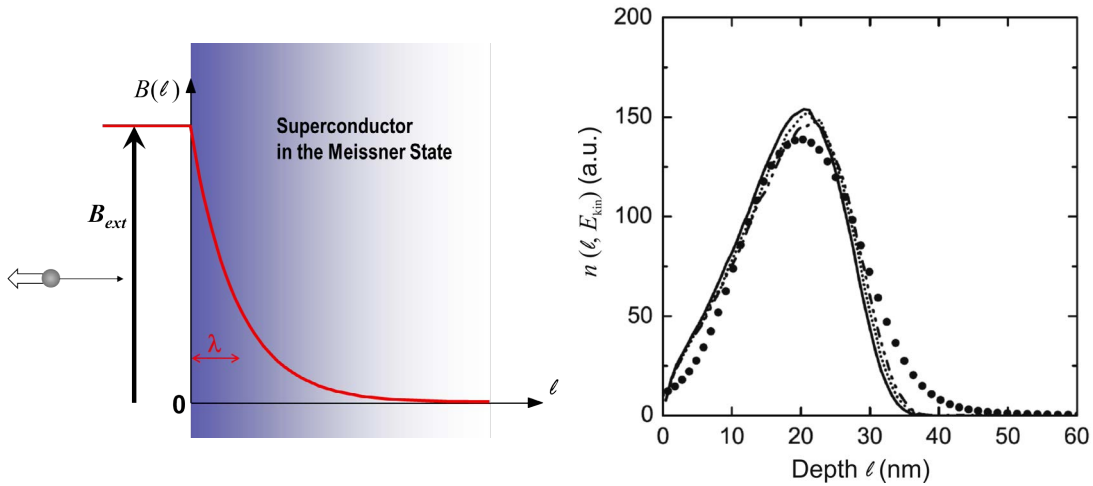 B(ℓ)
Superconductor
in the Meissner State
B_ext
λ
0
ℓ
200
150
100
50
0
n (ℓ, E_kin) (a.u.)
0 10 20 30 40 50 60
Depth ℓ (nm)